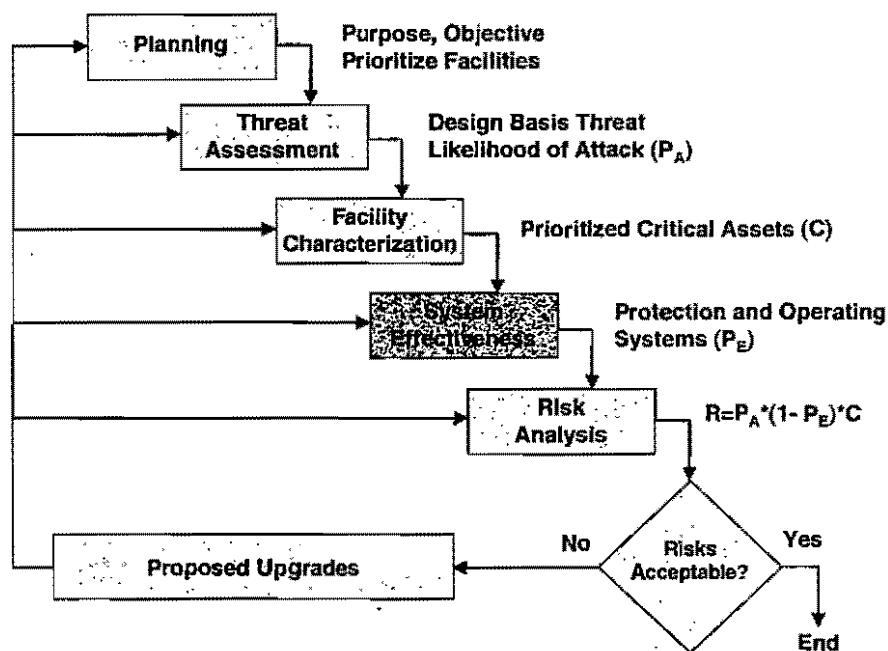 Planning
Purpose, Objective
Prioritize Facilities
Threat
Assessment
Design Basis Threat
Likelihood of Attack (P_A)
Facility
Characterization
Prioritized Critical Assets (C)
System
Effectiveness
Protection and Operating
Systems (P_E)
Risk
Analysis
R=P_A*(1- P_E)*C
Risks
Acceptable?
No
Yes
Proposed Upgrades
End